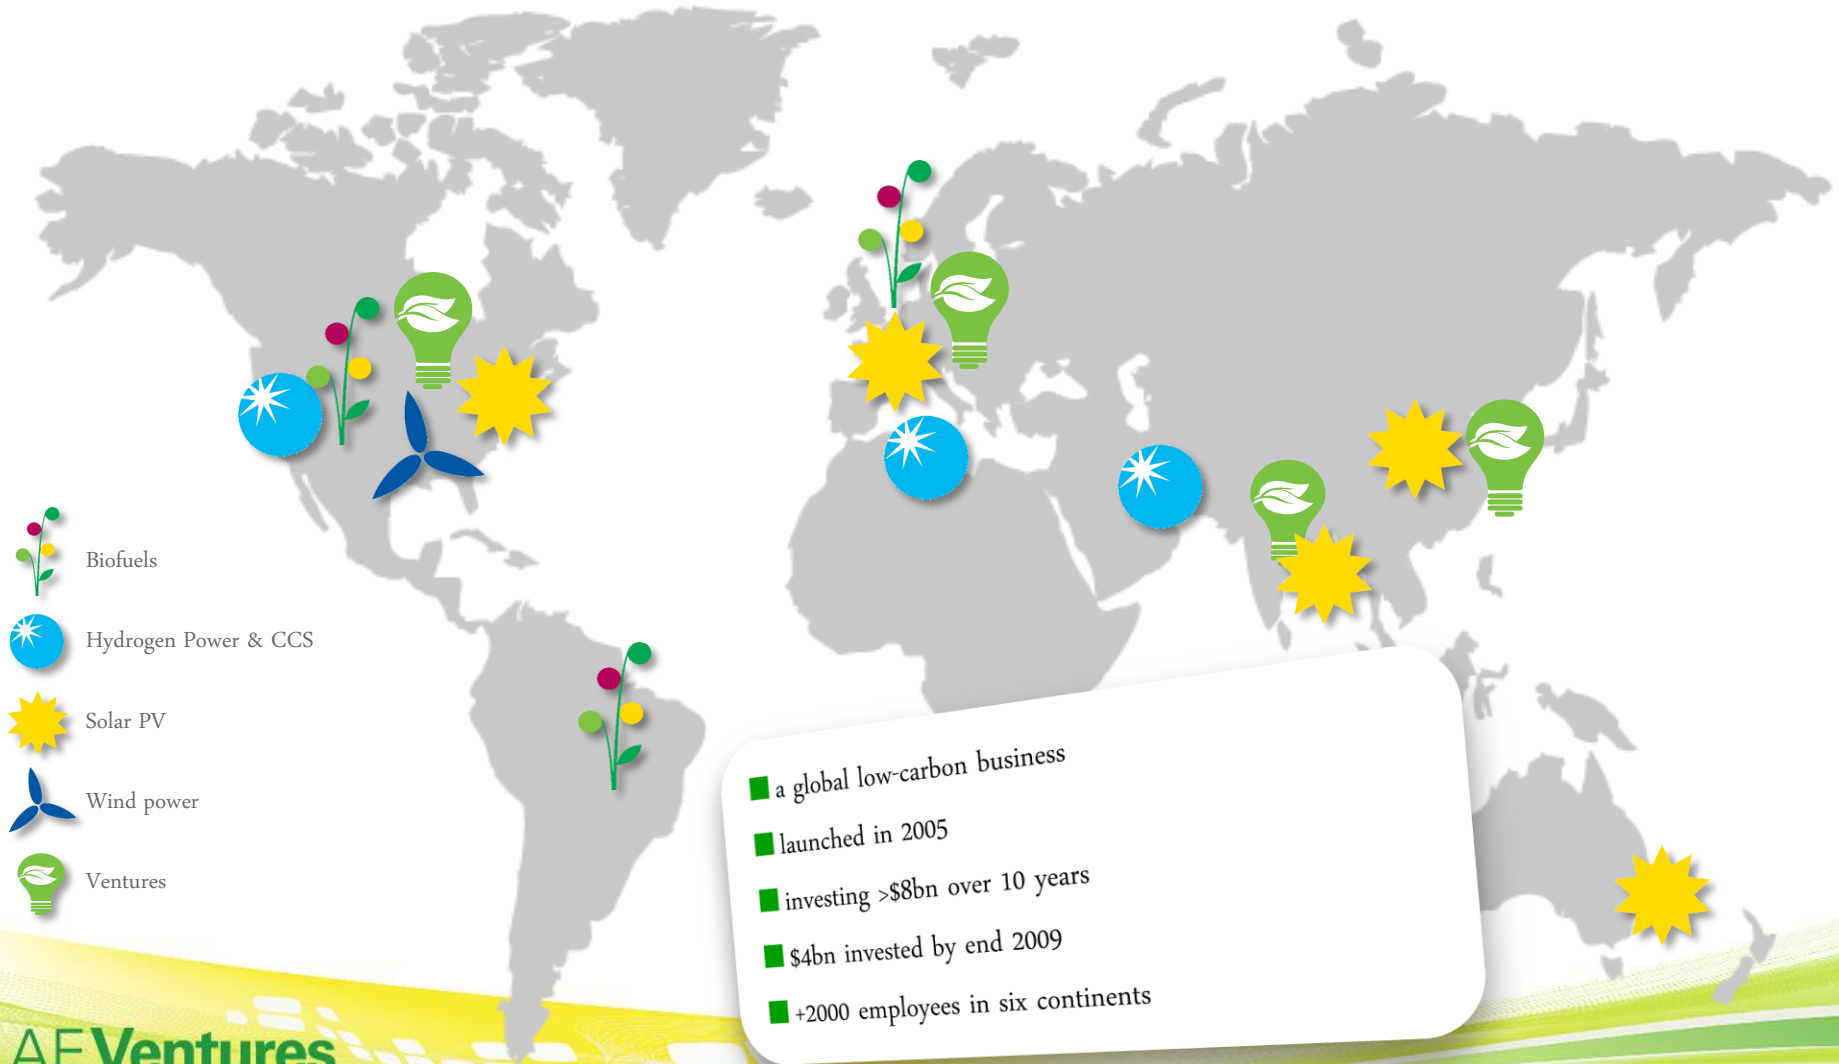 Biofuels
Hydrogen Power & CCS
Solar PV
Wind power
Ventures
a global low-carbon business
launched in 2005
investing >$8bn over 10 years
$4bn invested by end 2009
+2000 employees in six continents
AE Ventures